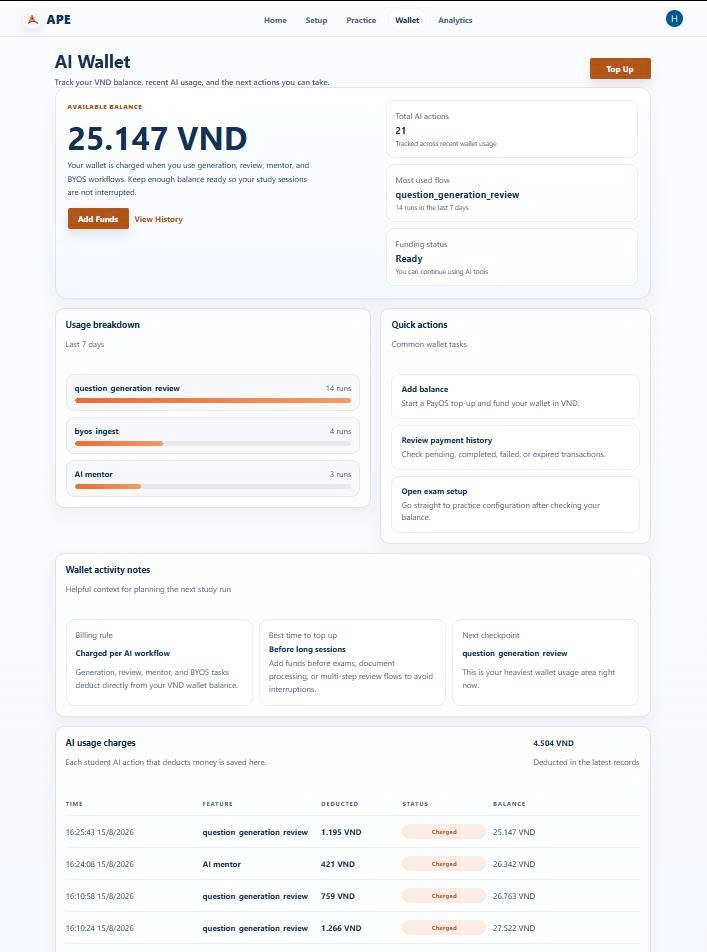 APE
Home Setup Practice Wallet Analytics
H
AI Wallet
Track your VND balance, recent AI usage, and the next actions you can take.
Top Up
AVAILABLE BALANCE
25.147 VND
Your wallet is charged when you use generation, review, mentor, and
BYOS workflows. Keep enough balance ready so your study sessions
are not interrupted.
Add Funds View History
Total AI actions
21
Tracked across recent wallet usage
Most used flow
question_generation_review
14 runs in the last 7 days
Funding status
Ready
You can continue using AI tools
Usage breakdown
Last 7 days
question_generation_review 14 runs
byos_ingest 4 runs
AI mentor 3 runs
Quick actions
Common wallet tasks
Add balance
Start a PayOS top-up and fund your wallet in VND.
Review payment history
Check pending, completed, failed, or expired transactions.
Open exam setup
Go straight to practice configuration after checking your
balance.
Wallet activity notes
Helpful context for planning the next study run
Billing rule
Charged per AI workflow
Generation, review, mentor, and BYOS tasks
deduct directly from your VND wallet balance.
Best time to top up
Before long sessions
Add funds before exams, document
processing, or multi-step review flows to avoid
interruptions.
Next checkpoint
question_generation_review
This is your heaviest wallet usage area right
now.
AI usage charges
Each student AI action that deducts money is saved here.
4.504 VND
Deducted in the latest records
TIME FEATURE DEDUCTED STATUS BALANCE
16:25:43 15/8/2026 question_generation_review 1.195 VND Charged 25.147 VND
16:24:08 15/8/2026 AI mentor 421 VND Charged 26.342 VND
16:10:58 15/8/2026 question_generation_review 759 VND Charged 26.763 VND
16:10:24 15/8/2026 question_generation_review 1.266 VND Charged 27.522 VND